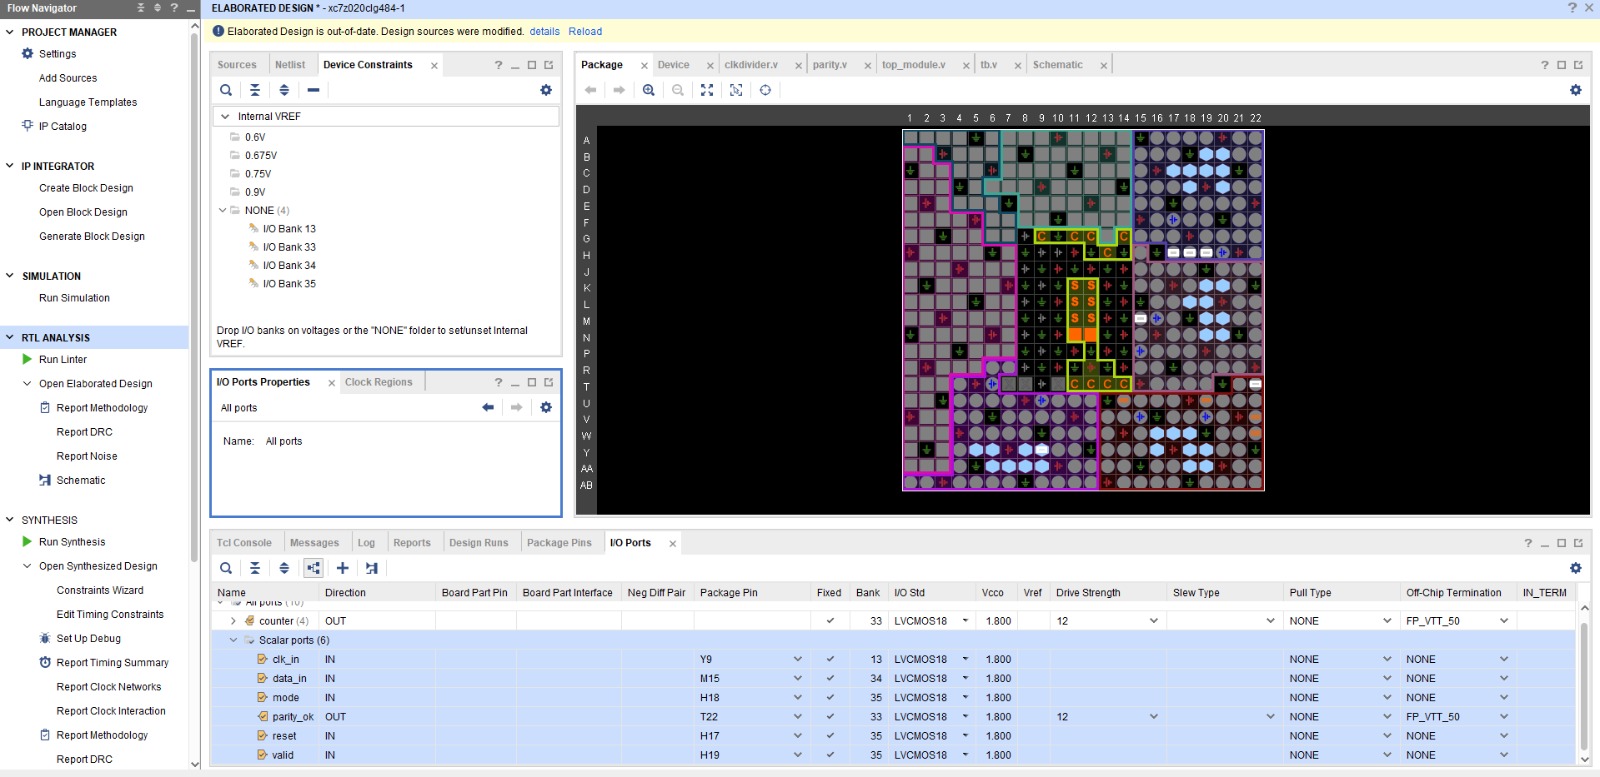 Flow Navigator
ELABORATED DESIGN * - xc7z020clg484-1
Elaborated Design is out-of-date. Design sources were modified. details Reload
PROJECT MANAGER
Settings
Add Sources
Language Templates
IP Catalog
IP INTEGRATOR
Create Block Design
Open Block Design
Generate Block Design
SIMULATION
Run Simulation
RTL ANALYSIS
Run Linter
Open Elaborated Design
Report Methodology
Report DRC
Report Noise
Schematic
SYNTHESIS
Run Synthesis
Open Synthesized Design
Constraints Wizard
Edit Timing Constraints
Set Up Debug
Report Timing Summary
Report Clock Networks
Report Clock Interaction
Report Methodology
Report DRC
Sources Netlist Device Constraints
Internal VREF
0.6V
0.675V
0.75V
0.9V
NONE (4)
I/O Bank 13
I/O Bank 33
I/O Bank 34
I/O Bank 35
Drop I/O banks on voltages or the "NONE" folder to set/unset Internal
VREF.
I/O Ports Properties Clock Regions
All ports
Name: All ports
Package Device clkdivider.v parity.v top_module.v tb.v Schematic
1 2 3 4 5 6 7 8 9 10 11 12 13 14 15 16 17 18 19 20 21 22
A
B
C
D
E
F
G C C C C
H C
J
K S S
L S S
M S S
N
P
R
T C C C C
U
V
W
Y
AA
AB
Tcl Console Messages Log Reports Design Runs Package Pins I/O Ports
Name Direction Board Part Pin Board Part Interface Neg Diff Pair Package Pin Fixed Bank I/O Std Vcco Vref Drive Strength Slew Type Pull Type Off-Chip Termination IN_TERM
All ports (10)
counter (4) OUT 33 LVCMOS18 1.800 12 NONE FP_VTT_50
Scalar ports (6)
clk_in IN Y9 13 LVCMOS18 1.800 NONE NONE
data_in IN M15 34 LVCMOS18 1.800 NONE NONE
mode IN H18 35 LVCMOS18 1.800 NONE NONE
parity_ok OUT T22 33 LVCMOS18 1.800 12 NONE FP_VTT_50
reset IN H17 35 LVCMOS18 1.800 NONE NONE
valid IN H19 35 LVCMOS18 1.800 NONE NONE